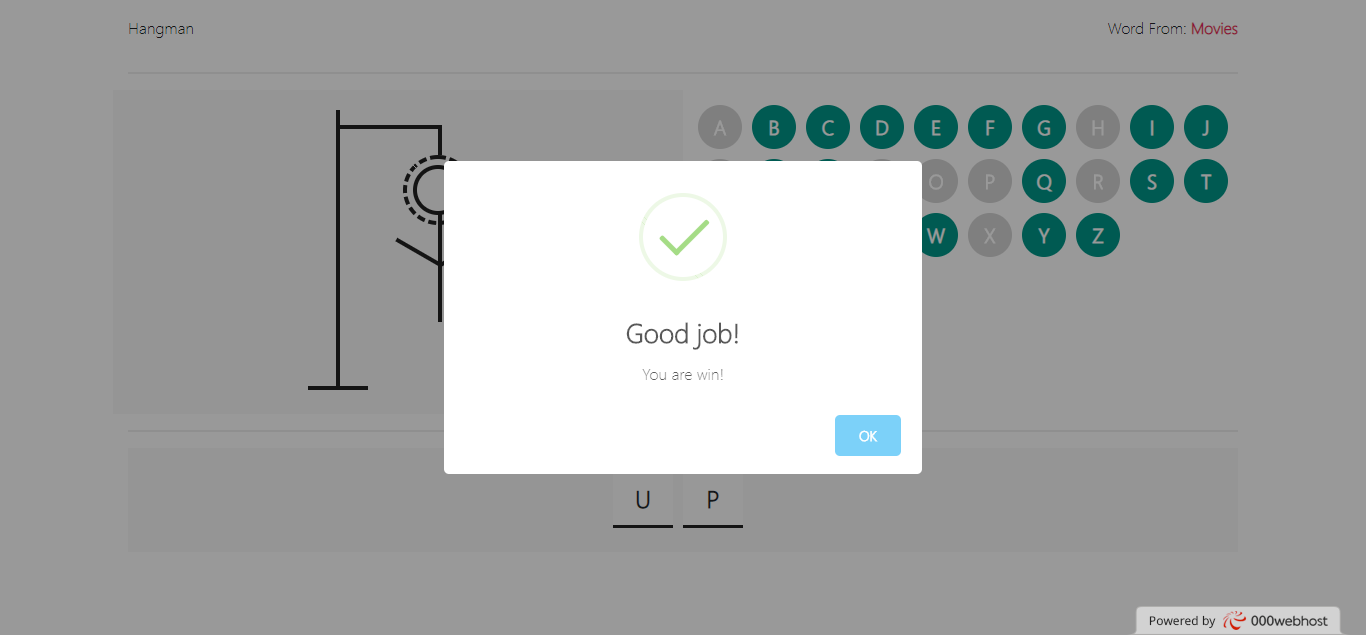 Hangman
Word From: Movies
A B C D E F G H I J
O P Q R S T
W X Y Z
Good job!
You are win!
OK
U P
Powered by 000webhost